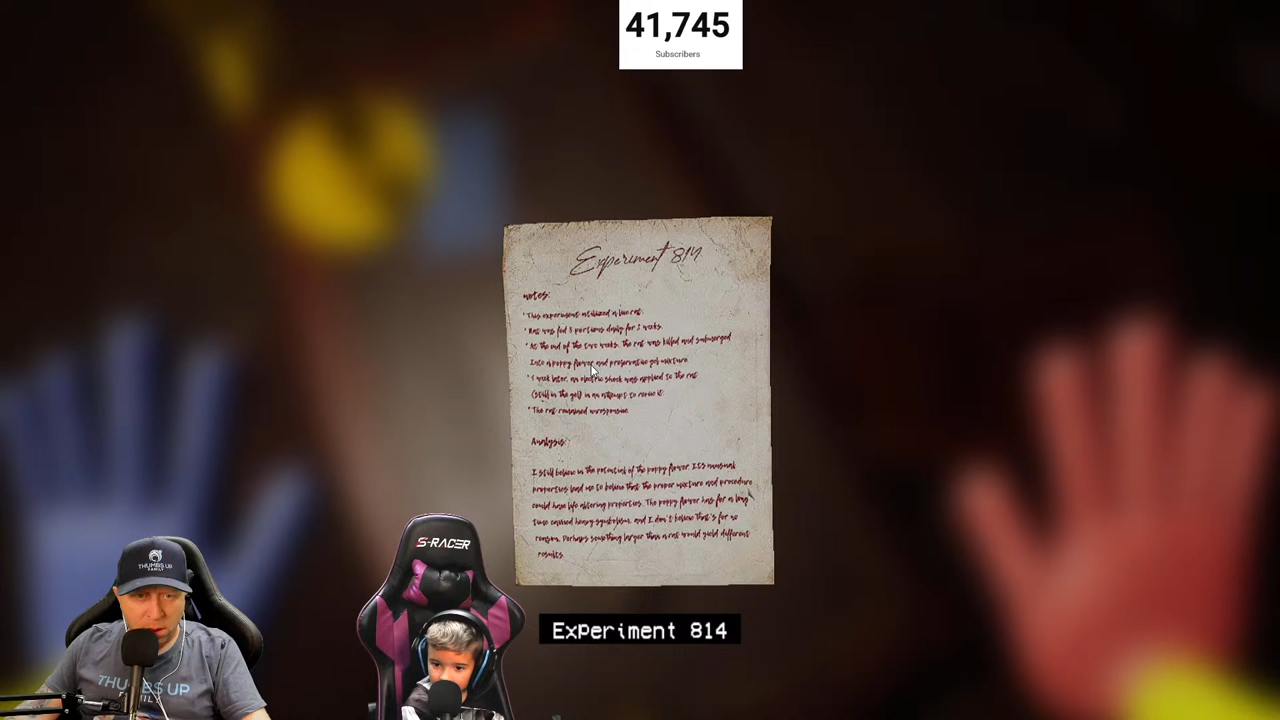 41,745
Subscribers
Experiment 814
notes:
* This experiment utilized a live rat.
* Rat was fed 3 portions daily for 2 weeks.
* At the end of the two weeks, the rat was killed and submerged
into a poppy flower and preservative gel mixture.
* 1 week later, an electric shock was applied to the rat
(still in the gel) in an attempt to revive it.
* The rat remained unresponsive.
Analysis:
I still believe in the potential of the poppy flower. Its unusual
properties lead me to believe that the proper mixture and procedure
could have life altering properties. The poppy flower has for a long
time carried heavy symbolism, and I don't believe that's for no
reason. Perhaps something larger than a rat would yield different
results.
S-RACER
THUMBS UP
FAMILY
THUMBS UP
FAMILY
Experiment 814